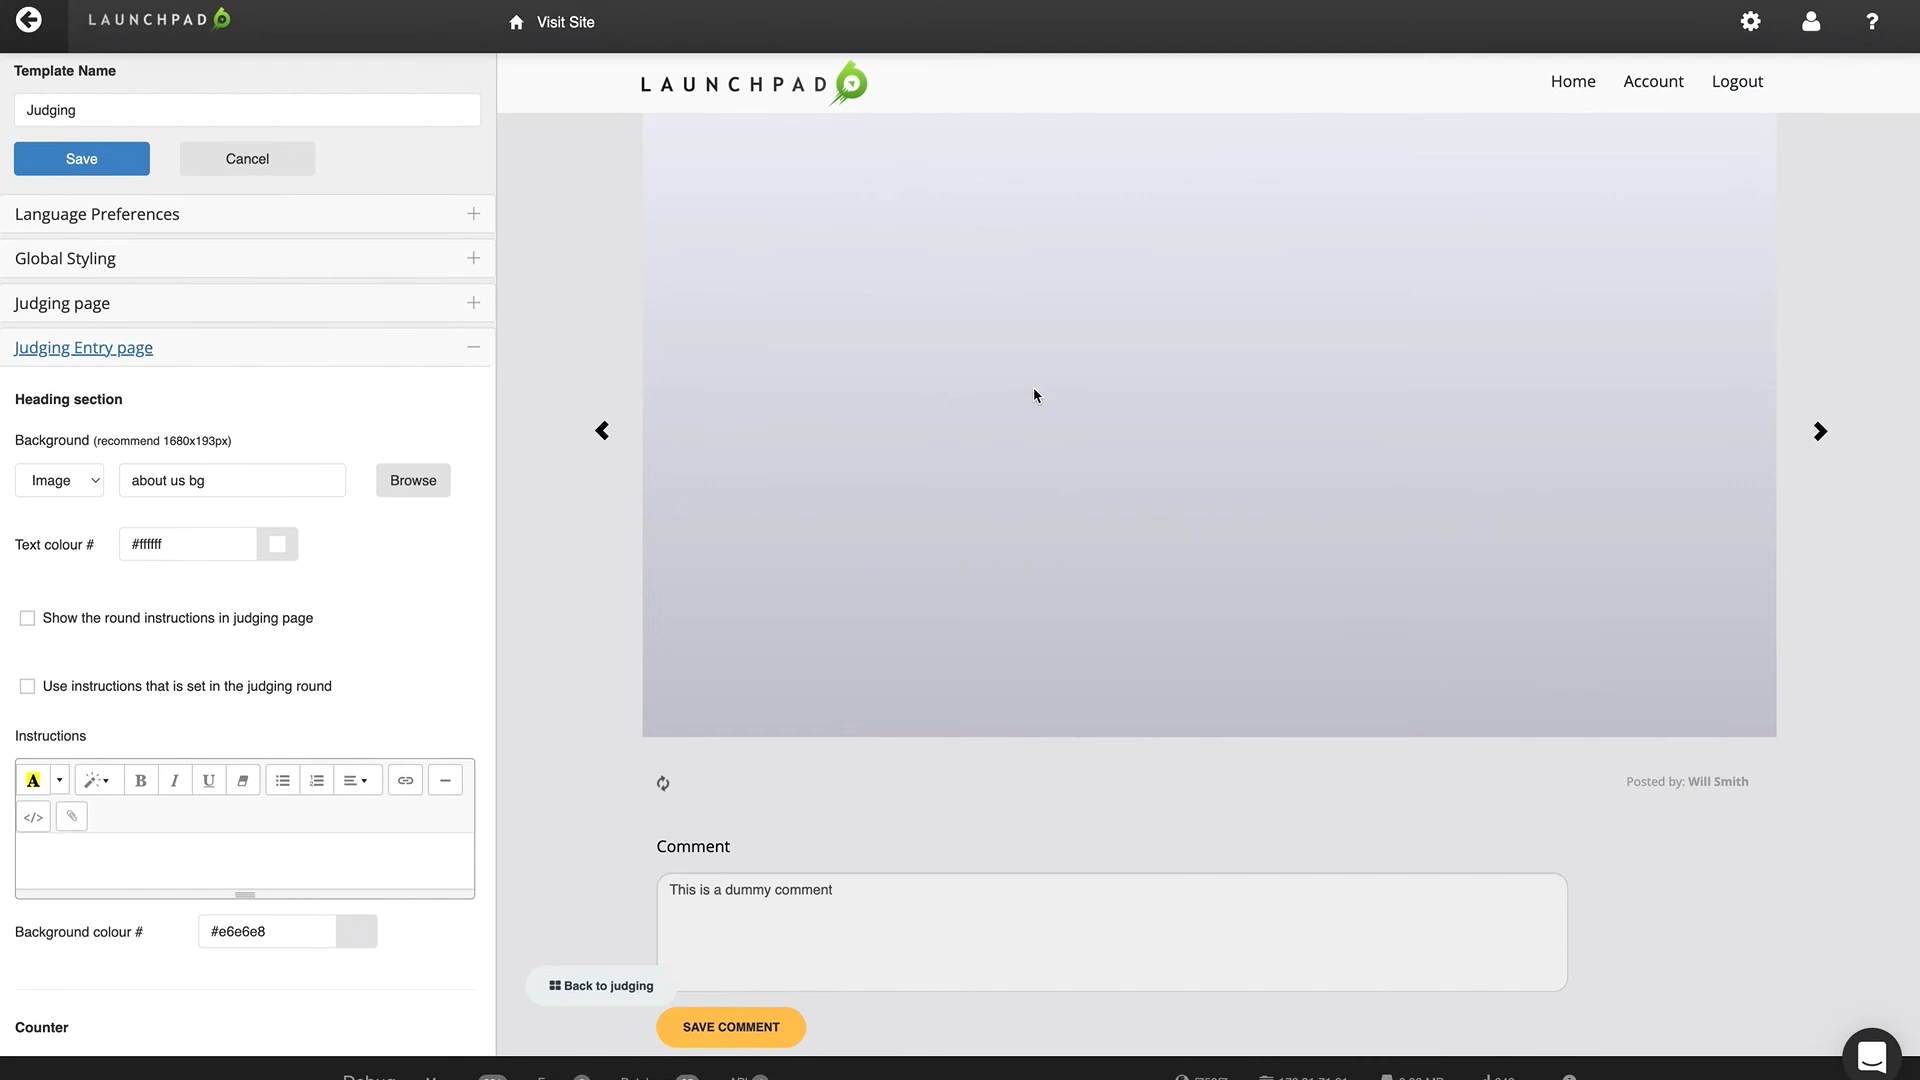 LAUNCHPAD
Visit Site
Template Name
Judging
Save
Cancel
Language Preferences
Global Styling
Judging page
Judging Entry page
Heading section
Background (recommend 1680x193px)
Image
about us bg
Browse
Text colour #
#ffffff
Show the round instructions in judging page
Use instructions that is set in the judging round
Instructions
A
B
I
U
</>
Background colour #
#e6e6e8
Counter
LAUNCHPAD
Home
Account
Logout
Posted by: Will Smith
Comment
This is a dummy comment
Back to judging
SAVE COMMENT